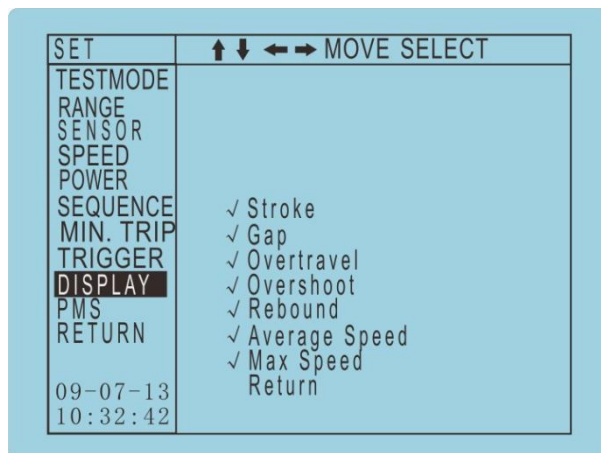 SET
↑ ↓ ← → MOVE SELECT
TESTMODE
RANGE
SENSOR
SPEED
POWER
SEQUENCE
MIN. TRIP
TRIGGER
DISPLAY
PMS
RETURN
09-07-13
10:32:42
√ Stroke
√ Gap
√ Overtravel
√ Overshoot
√ Rebound
√ Average Speed
√ Max Speed
Return